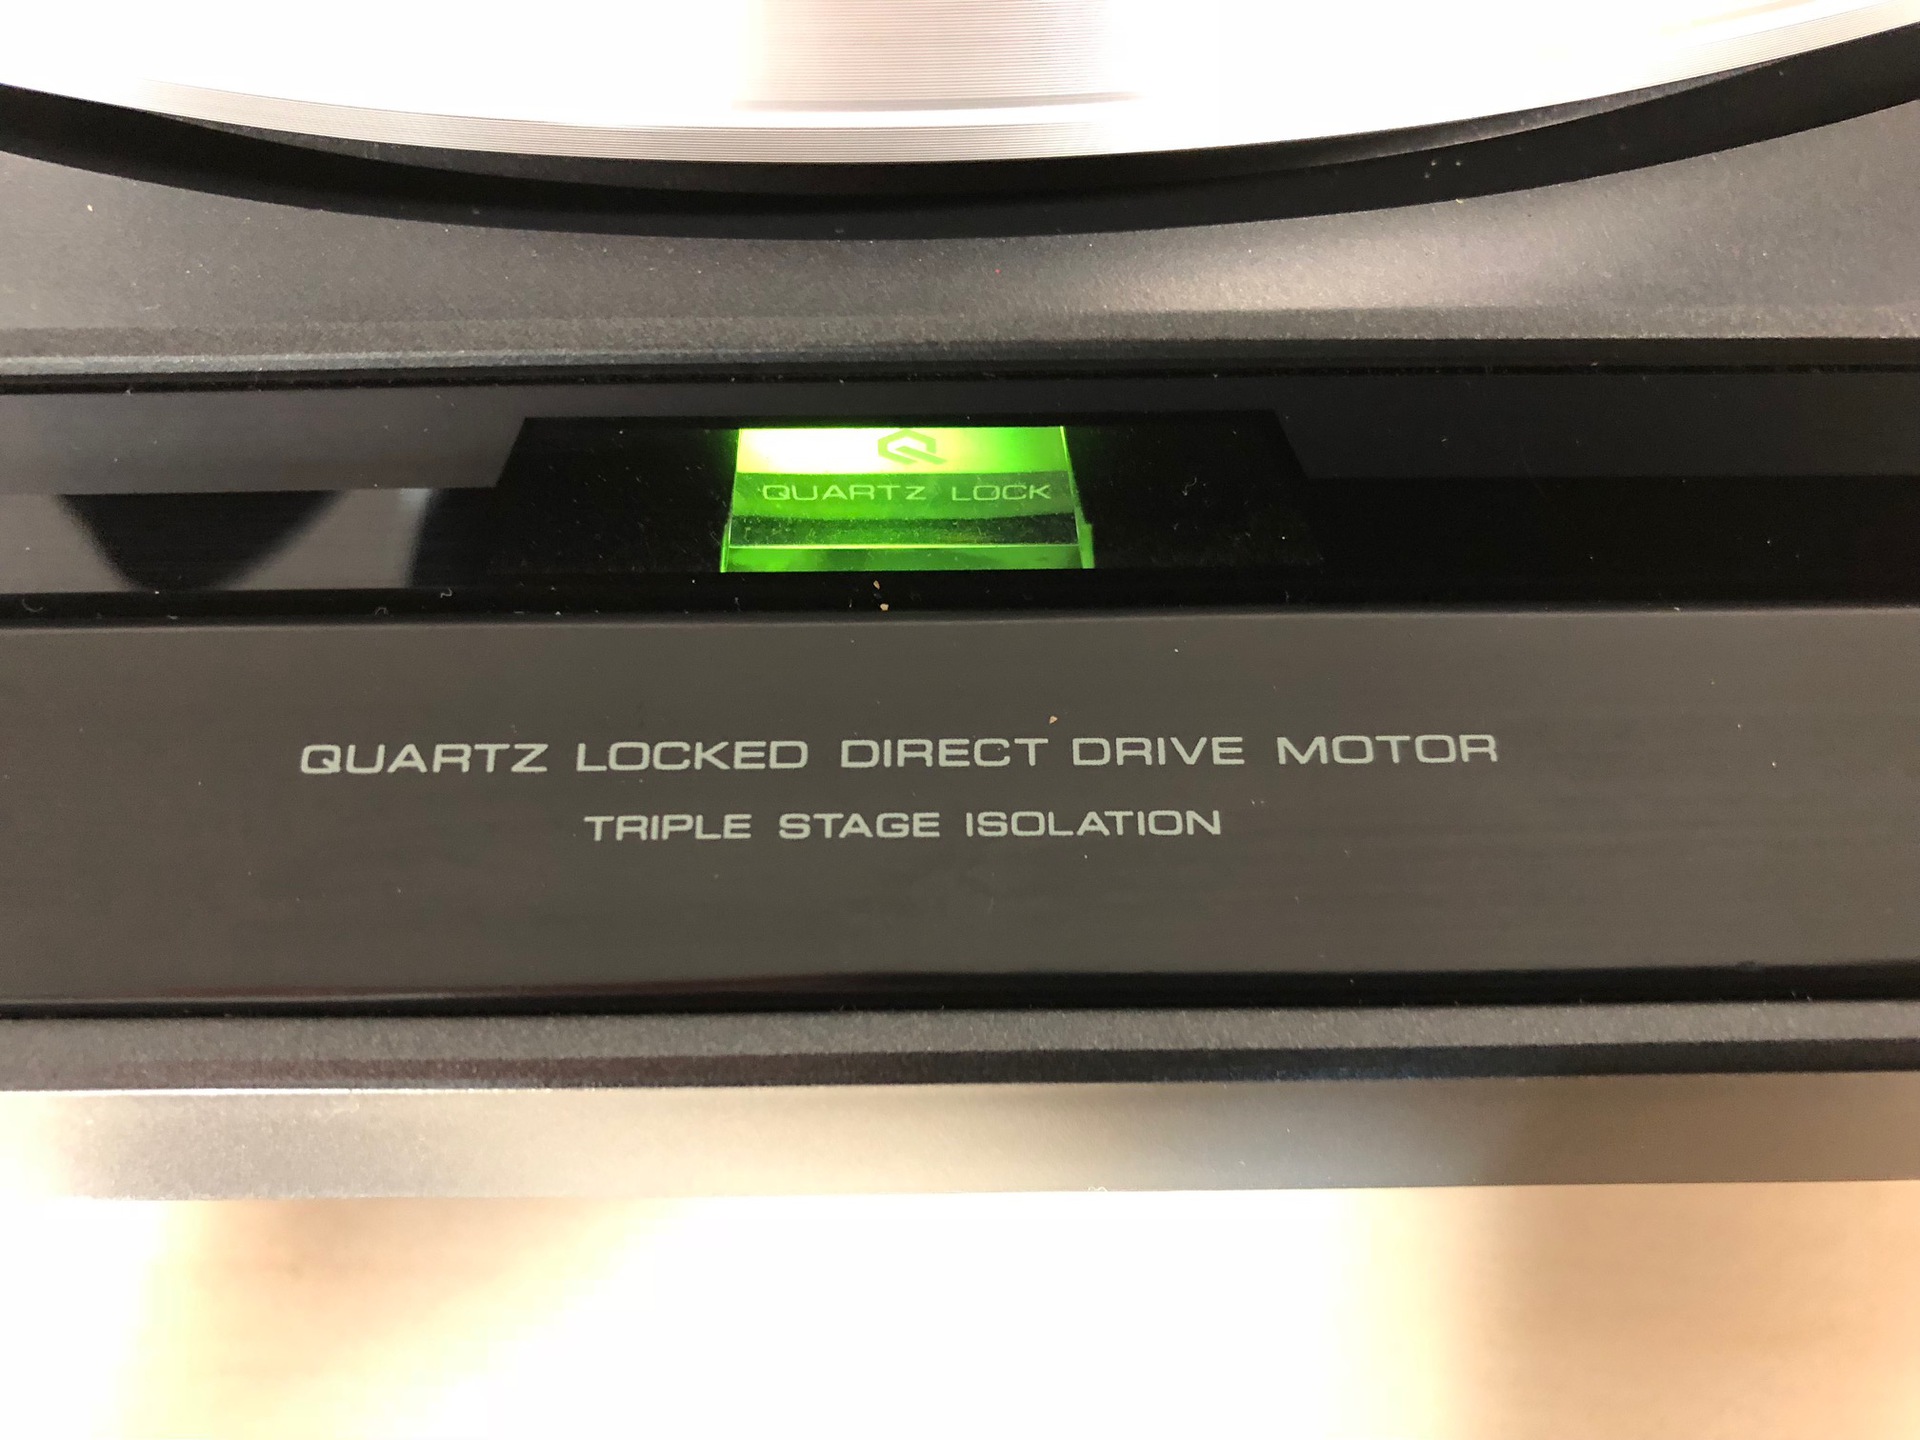 QUARTZ LOCK
QUARTZ LOCKED DIRECT DRIVE MOTOR
TRIPLE STAGE ISOLATION